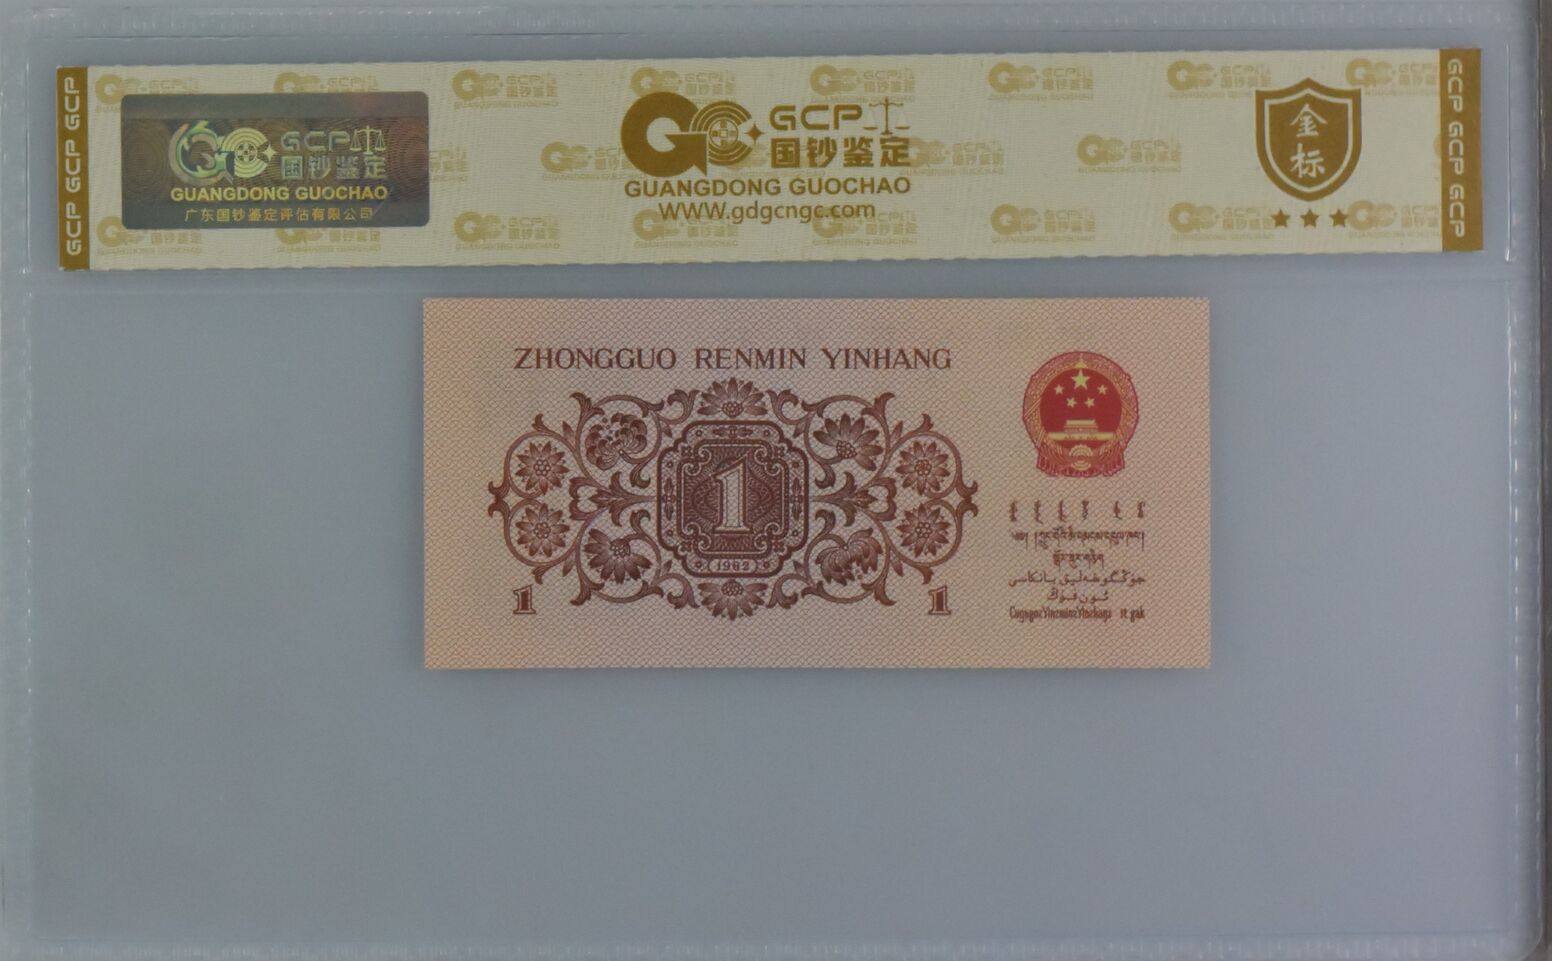 GCP GCP GCP
GCP
国钞鉴定
GUANGDONG GUOCHAO
广东国钞鉴定评估有限公司
GCP
国钞鉴定
GUANGDONG GUOCHAO
WWW.gdgcngc.com
金标
GCP GCP GCP
ZHONGGUO RENMIN YINHANG
1
1962
1
1
جۇڭگوخەلىق بانكاسى